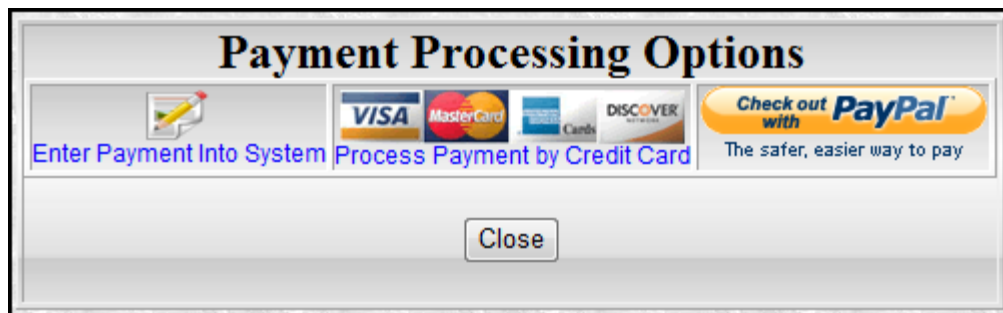 Payment Processing Options
Enter Payment Into System
VISA MasterCard Cards DISCOVER
NETWORK
Process Payment by Credit Card
Check out with PayPal
The safer, easier way to pay
Close